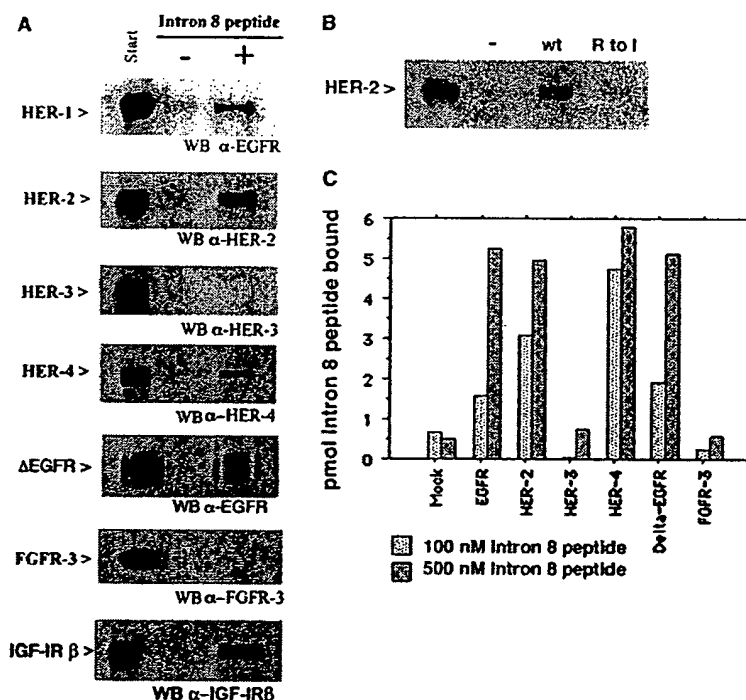 A
Intron 8 peptide
Start
-
+
HER-1 >
WB α-EGFR
HER-2 >
WB α-HER-2
HER-3 >
WB α-HER-3
HER-4 >
WB α-HER-4
ΔEGFR >
WB α-EGFR
FGFR-3 >
WB α-FGFR-3
IGF-IR β >
WB α-IGF-IRβ
B
- wt R to I
HER-2 >
C
pmol Intron 8 peptide bound
6
5
4
3
2
1
0
Mock
EGFR
HER-2
HER-3
HER-4
Delta-EGFR
FGFR-3
100 nM Intron 8 peptide
500 nM Intron 8 peptide